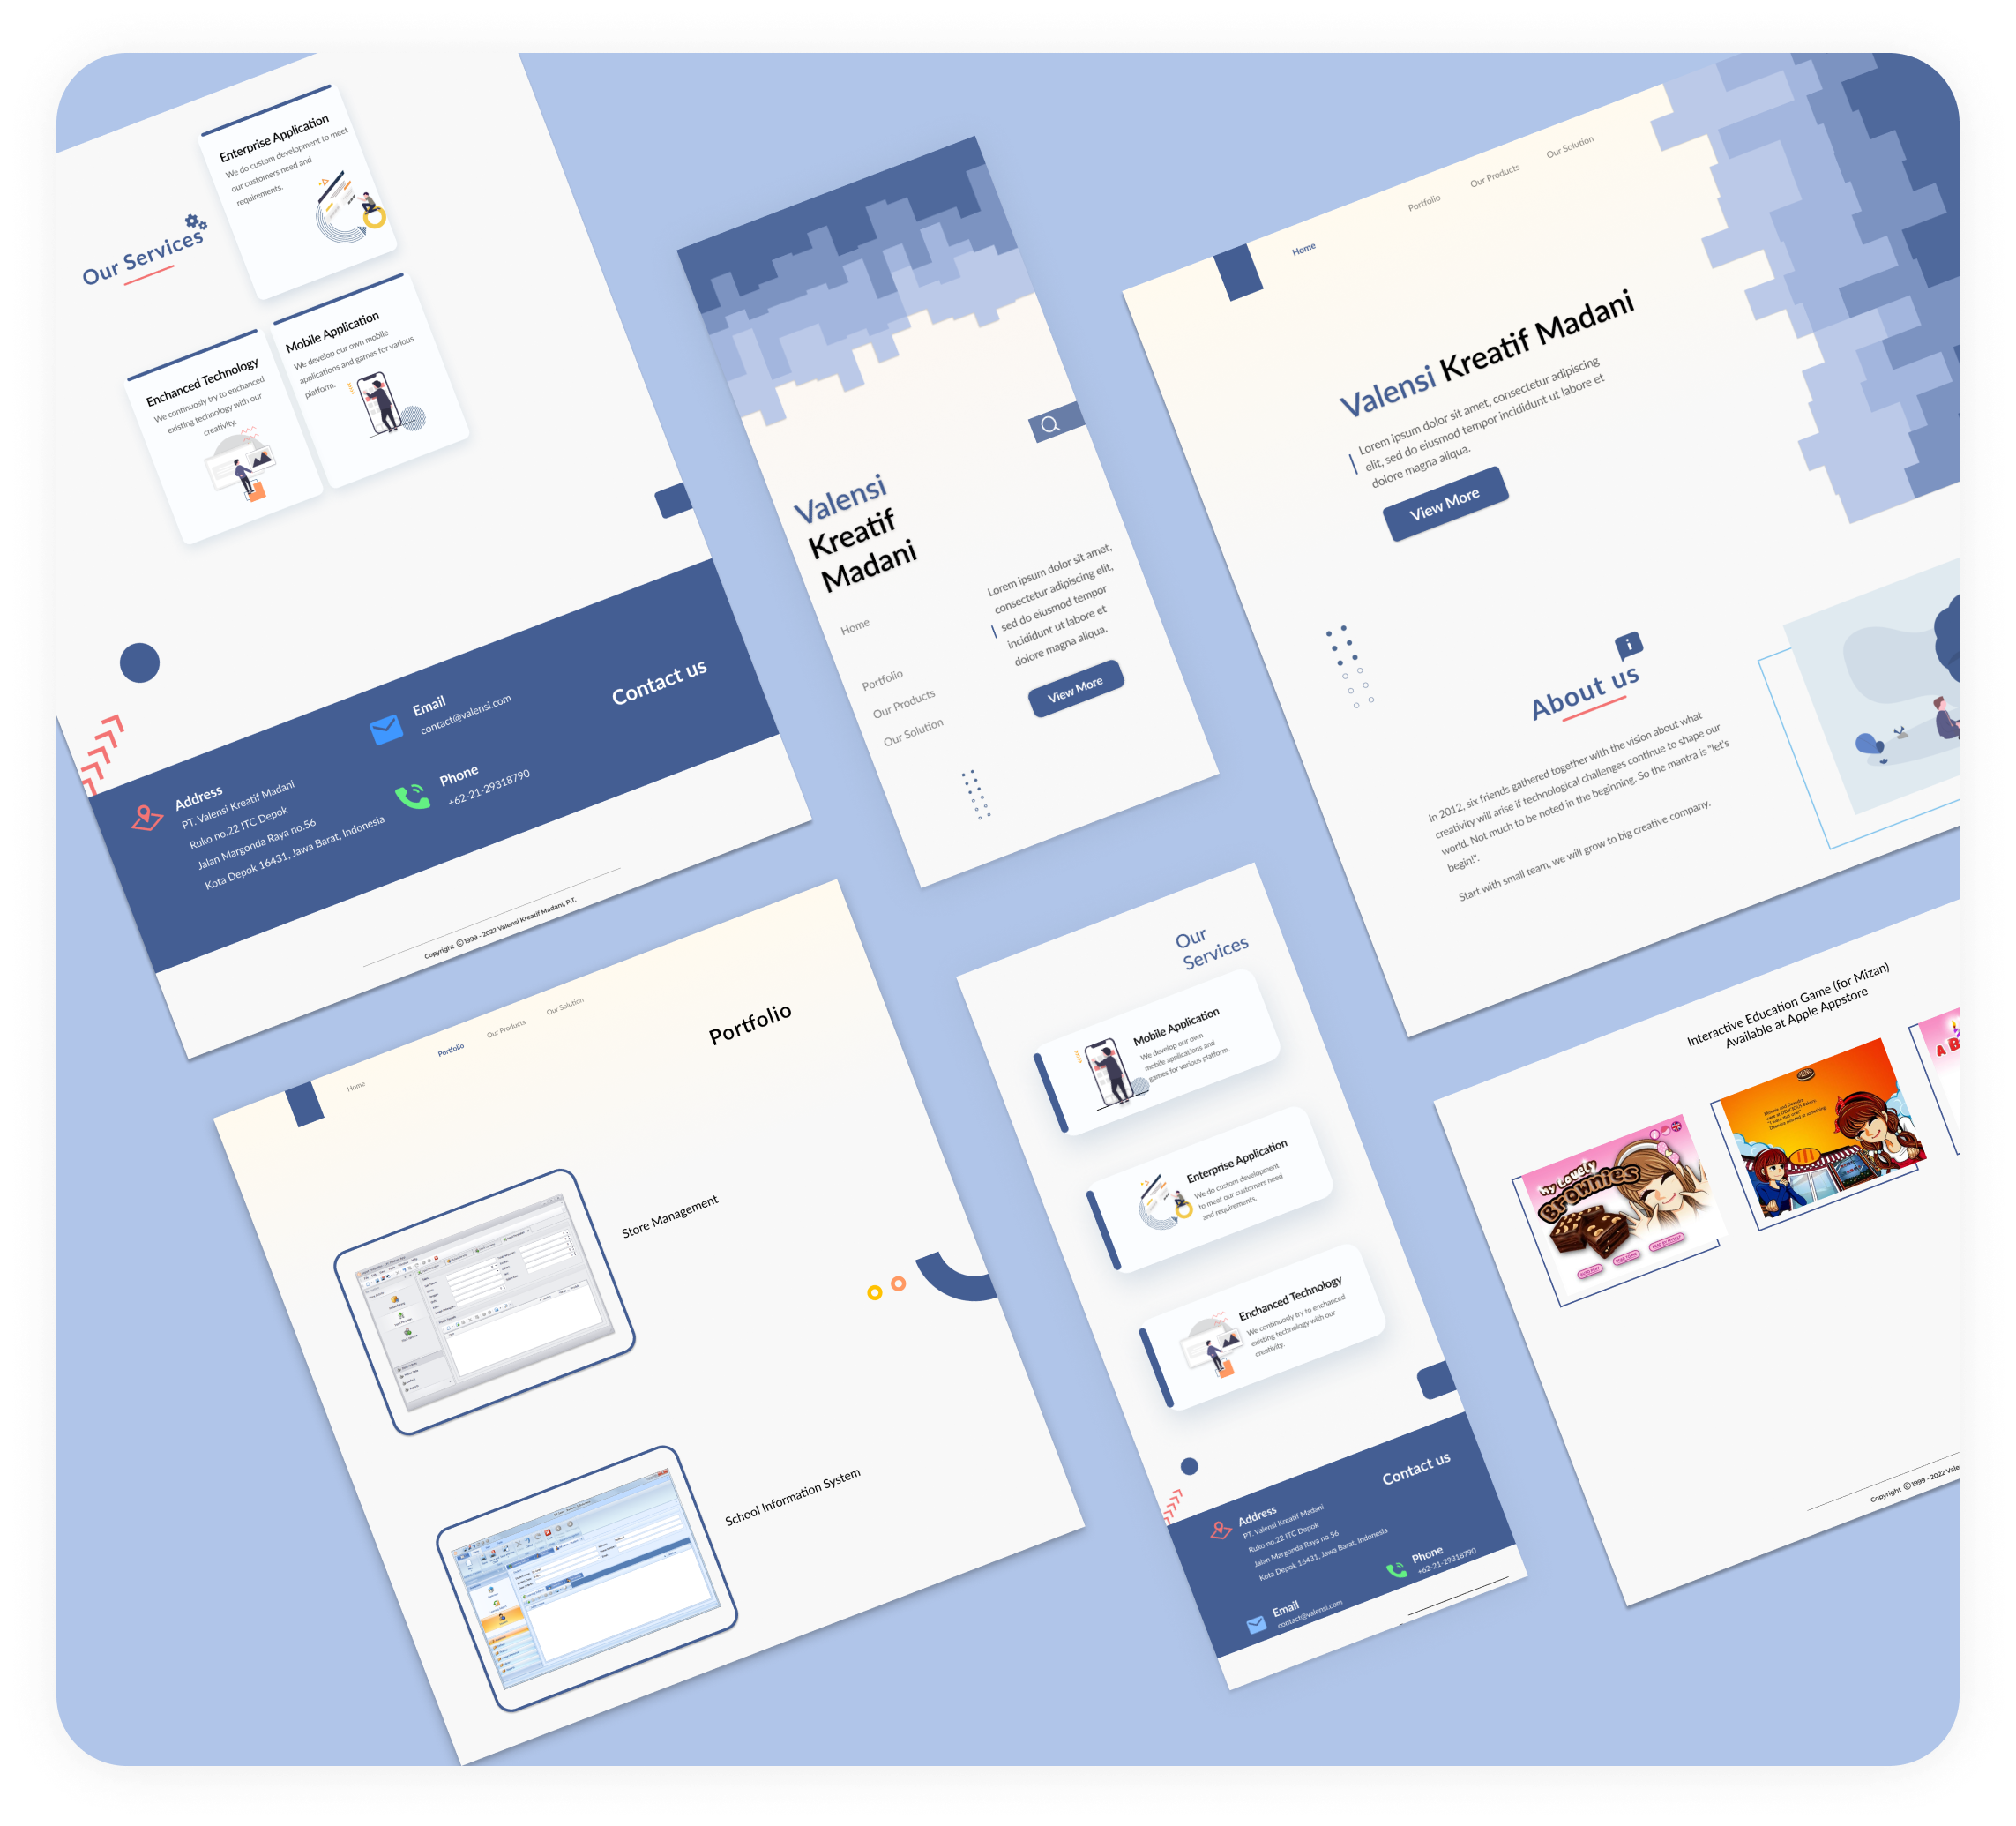 Our Services
Enterprise Application
We do custom development to meet
our customers need and
requirements.
Enchanced Technology
We continuosly try to enchanced
existing technology with our
creativity.
Mobile Application
We develop our own mobile
applications and games for various
platform.
Contact us
Email
contact@valensi.com
Phone
+62-21-29318790
Address
PT. Valensi Kreatif Madani
Ruko no.22 ITC Depok
Jalan Margonda Raya no.56
Kota Depok 16431, Jawa Barat, Indonesia
Copyright ©1999 - 2022 Valensi Kreatif Madani, P.T.
Valensi
Kreatif
Madani
Home
Portfolio
Our Products
Our Solution
Lorem ipsum dolor sit amet,
consectetur adipiscing elit,
sed do eiusmod tempor
incididunt ut labore et
dolore magna aliqua.
View More
Home
Portfolio
Our Products
Our Solution
Valensi Kreatif Madani
Lorem ipsum dolor sit amet, consectetur adipiscing
elit, sed do eiusmod tempor incididunt ut labore et
dolore magna aliqua.
View More
About us
In 2012, six friends gathered together with the vision about what
creativity will arise if technological challenges continue to shape our
world. Not much to be noted in the beginning. So the mantra is "let's
begin!".
Start with small team, we will grow to big creative company.
Home
Portfolio
Our Products
Our Solution
Portfolio
Store Management
School Information System
Our
Services
Mobile Application
We develop our own
mobile applications and
games for various platform.
Enterprise Application
We do custom development
to meet our customers need
and requirements.
Enchanced Technology
We continuosly try to enchanced
existing technology with our
creativity.
Contact us
Address
PT. Valensi Kreatif Madani
Ruko no.22 ITC Depok
Jalan Margonda Raya no.56
Kota Depok 16431, Jawa Barat, Indonesia
Phone
+62-21-29318790
Email
contact@valensi.com
Interactive Education Game (for Mizan)
Available at Apple Appstore
My Lovely
Brownies
A B
Copyright ©1999 - 2022 Vale